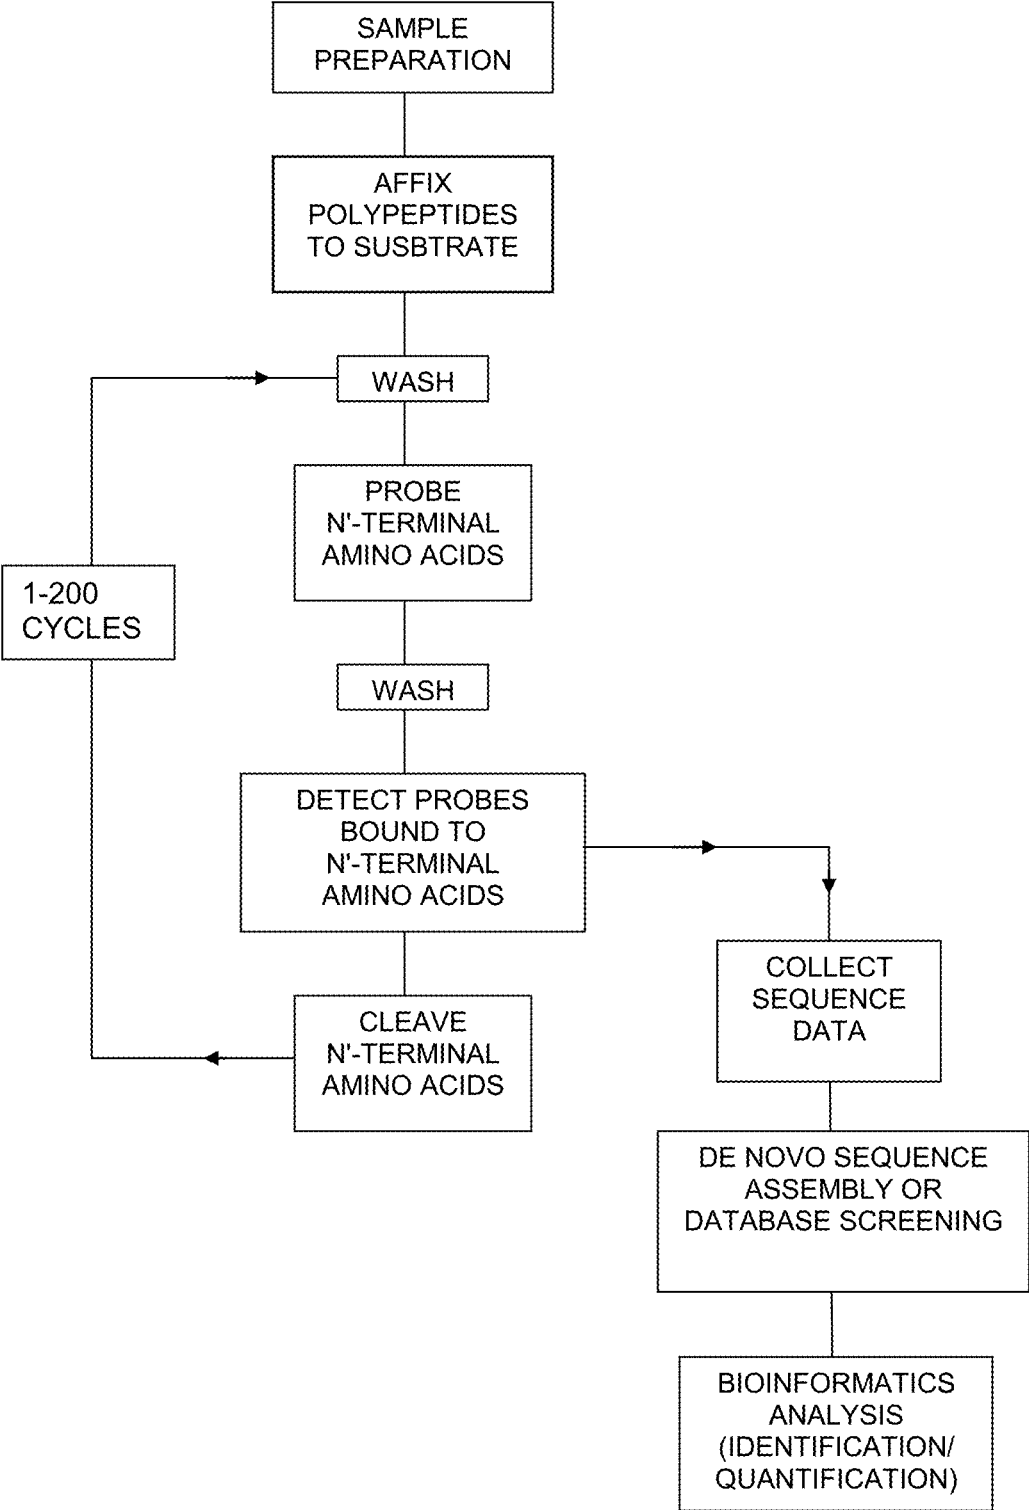 SAMPLE
PREPARATION
AFFIX
POLYPEPTIDES
TO SUSBTRATE
WASH
PROBE
N'-TERMINAL
AMINO ACIDS
1-200
CYCLES
WASH
DETECT PROBES
BOUND TO
N'-TERMINAL
AMINO ACIDS
COLLECT
SEQUENCE
DATA
CLEAVE
N'-TERMINAL
AMINO ACIDS
DE NOVO SEQUENCE
ASSEMBLY OR
DATABASE SCREENING
BIOINFORMATICS
ANALYSIS
(IDENTIFICATION/
QUANTIFICATION)